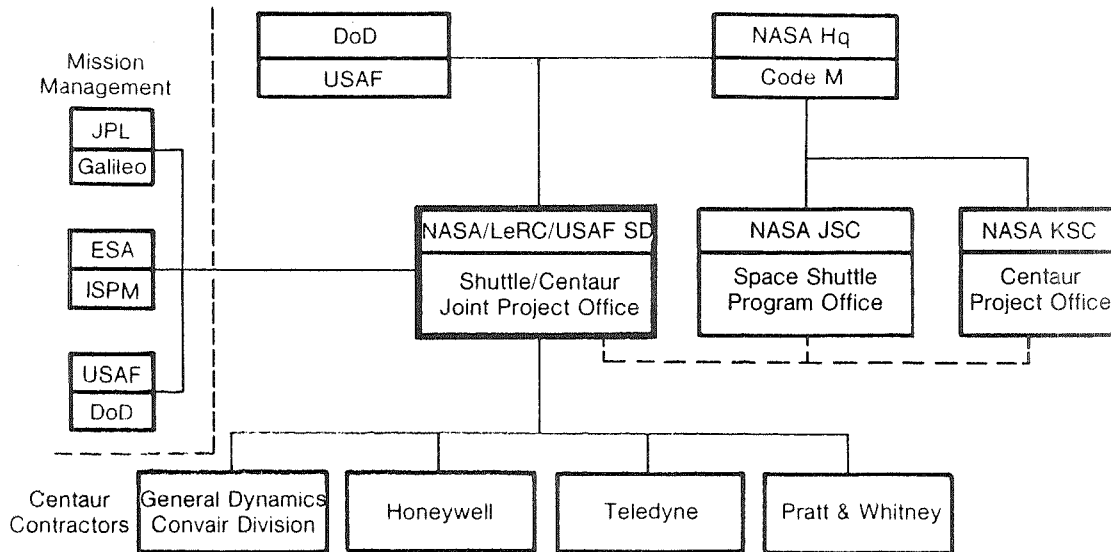 DoD
USAF
NASA Hq
Code M
Mission
Management
JPL
Galileo
ESA
ISPM
USAF
DoD
NASA/LeRC/USAF SD
Shuttle/Centaur
Joint Project Office
NASA JSC
Space Shuttle
Program Office
NASA KSC
Centaur
Project Office
Centaur
Contractors
General Dynamics
Convair Division
Honeywell
Teledyne
Pratt & Whitney